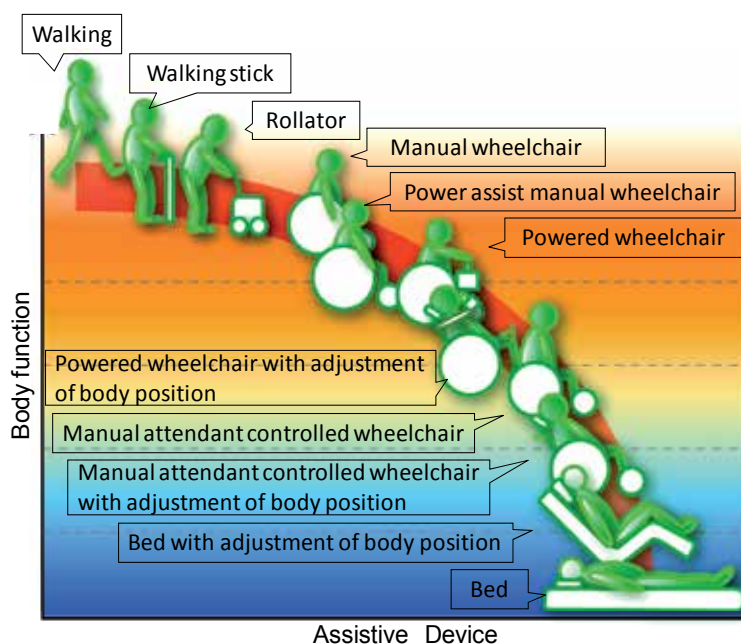 Walking
Walking stick
Rollator
Manual wheelchair
Power assist manual wheelchair
Powered wheelchair
Powered wheelchair with adjustment
of body position
Manual attendant controlled wheelchair
Manual attendant controlled wheelchair
with adjustment of body position
Bed with adjustment of body position
Bed
Body function
Assistive Device